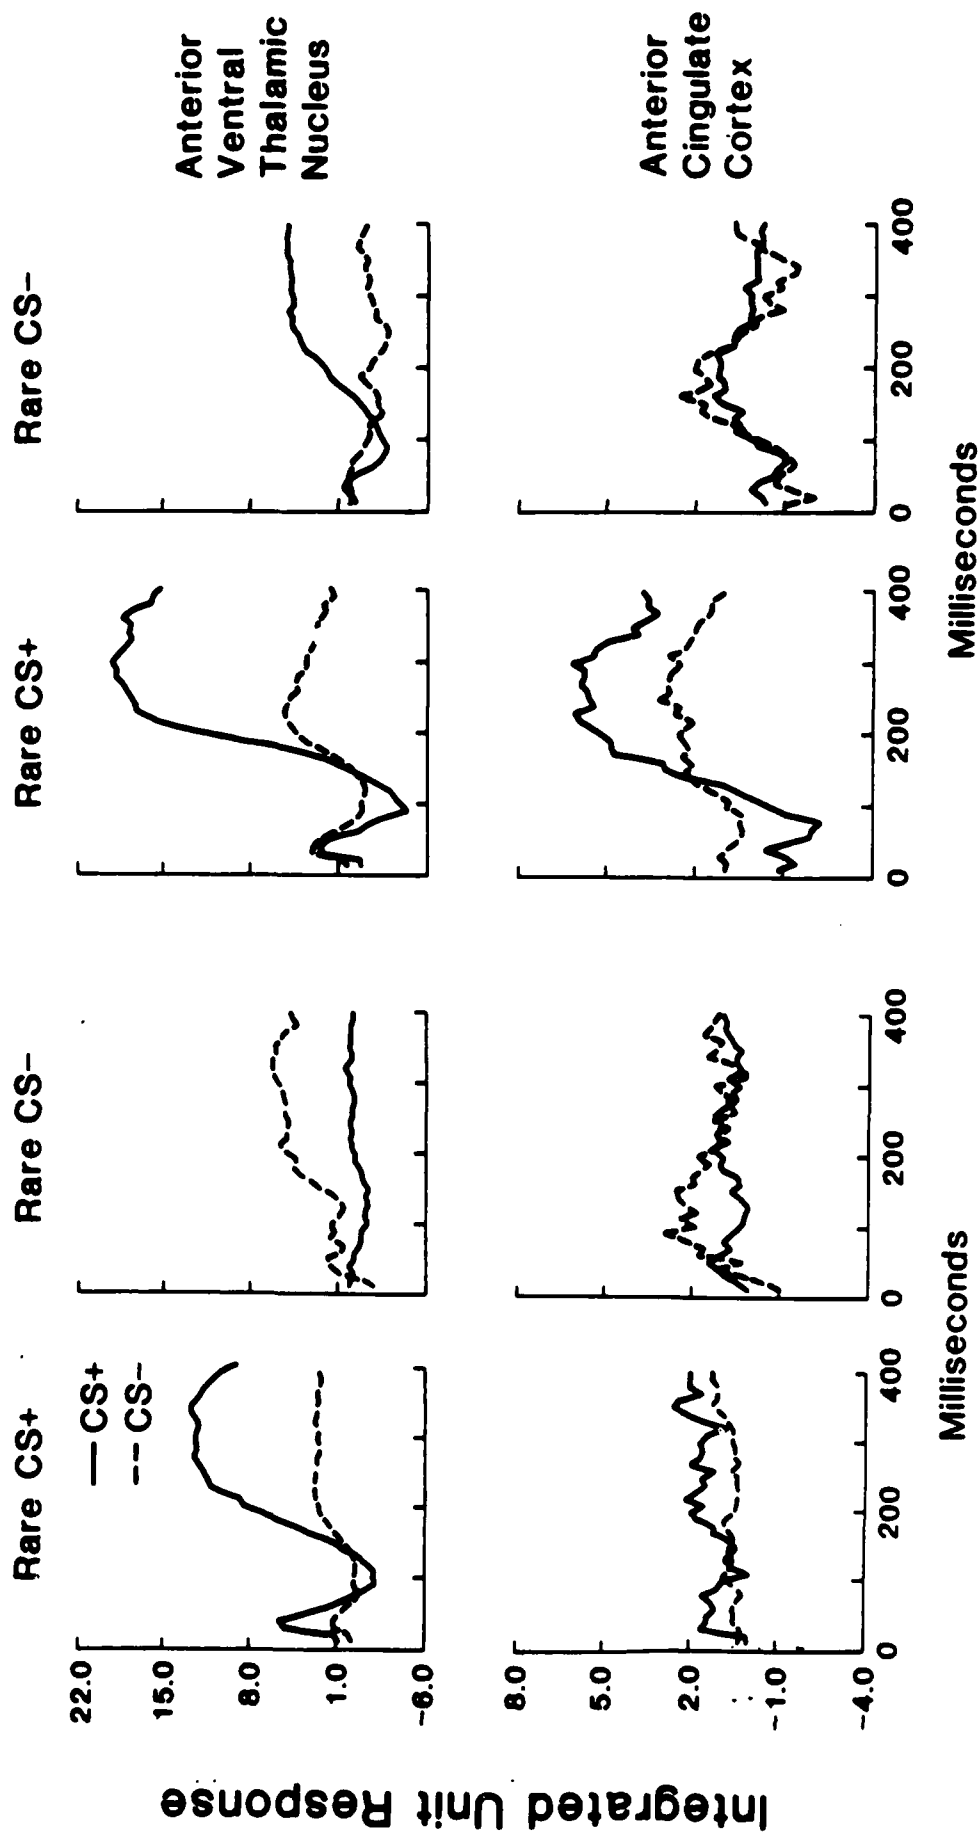 Rare CS+
Rare CS−
Rare CS+
Rare CS−
— CS+
--- CS−
22.0
15.0
18.0
1.0
−6.0
Anterior
Ventral
Thalamic
Nucleus
Integrated Unit Response
8.0
5.0
2.0
−1.0
−4.0
Anterior
Cingulate
Cortex
0 200 400
0 200 400
0 200 400
0 200 400
Milliseconds
Milliseconds